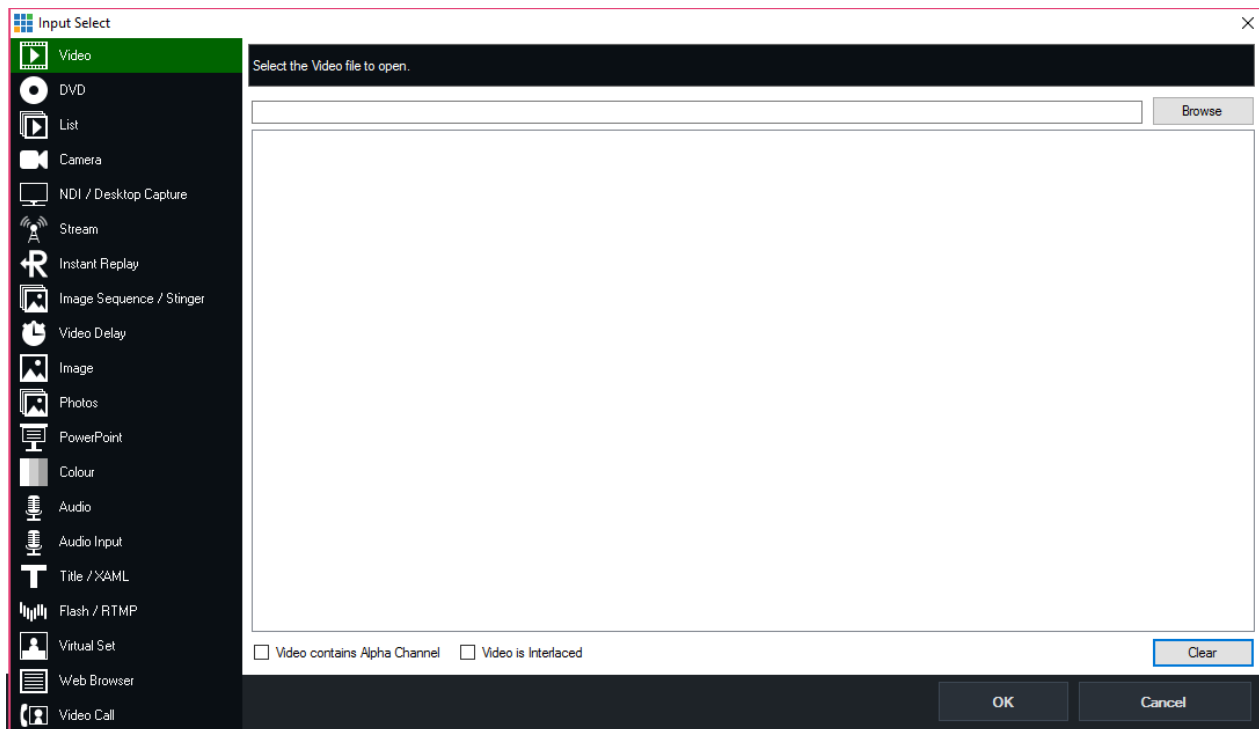 Input Select
Video
DVD
List
Camera
NDI / Desktop Capture
Stream
Instant Replay
Image Sequence / Stinger
Video Delay
Image
Photos
PowerPoint
Colour
Audio
Audio Input
Title / XAML
Flash / RTMP
Virtual Set
Web Browser
Video Call
Select the Video file to open.
Browse
Video contains Alpha Channel
Video is Interlaced
Clear
OK
Cancel